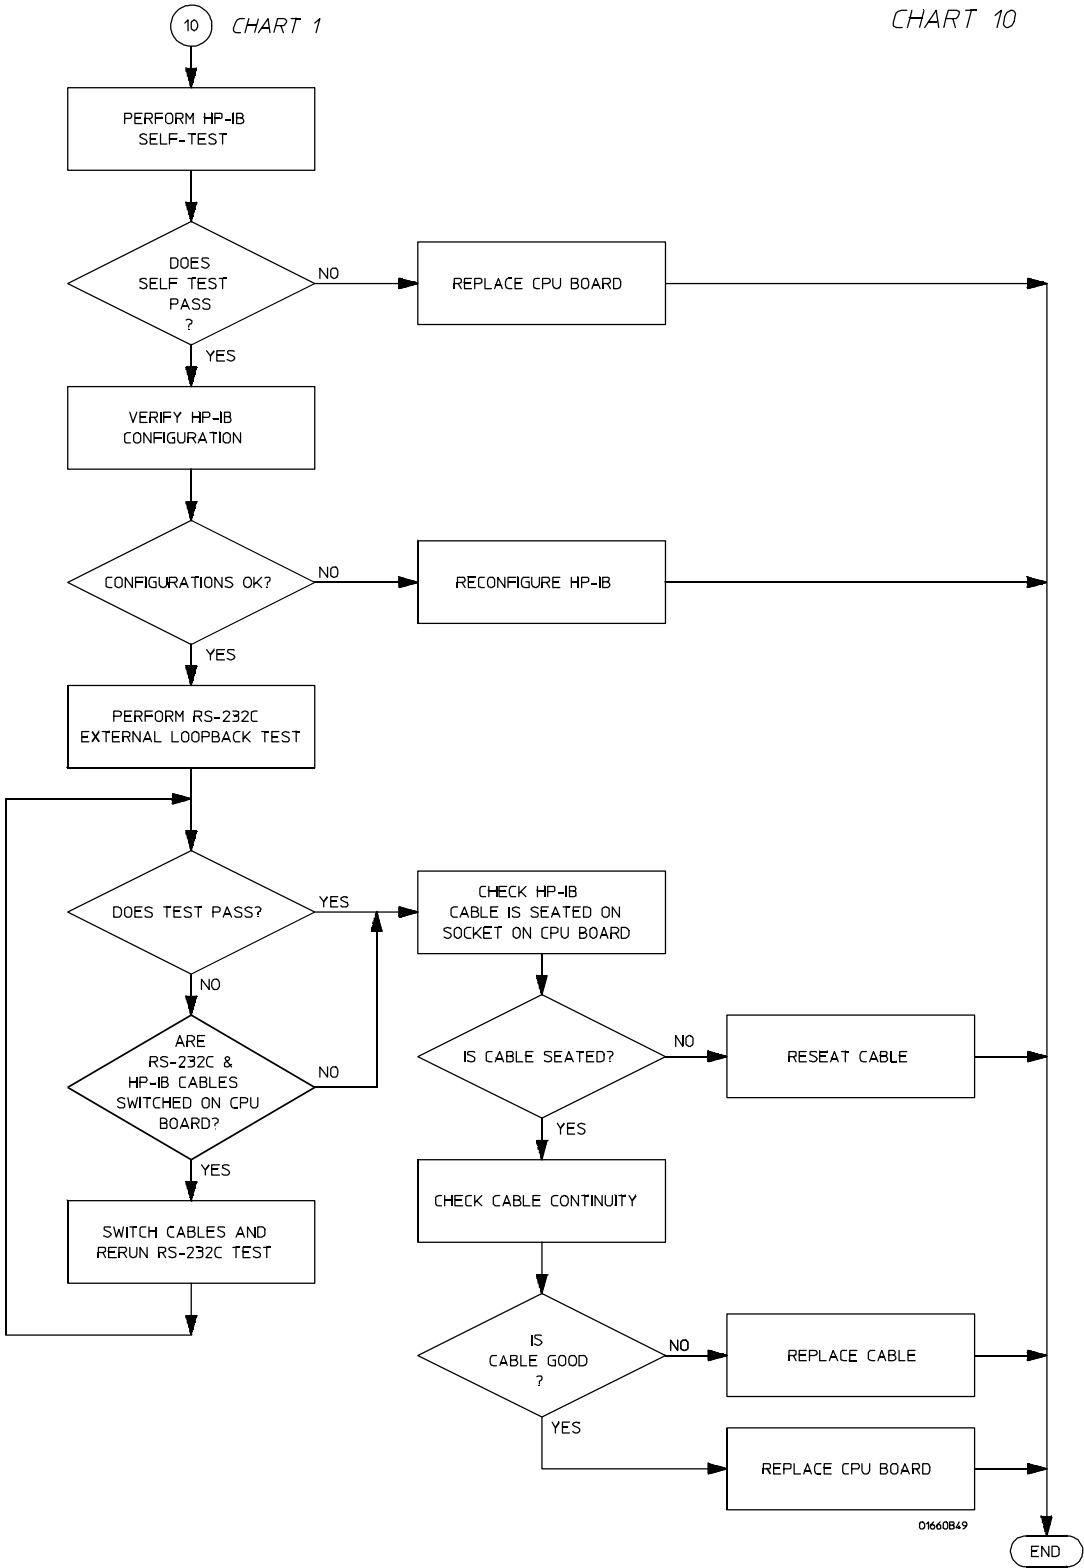 10
CHART 1
CHART 10
PERFORM HP-IB
SELF-TEST
DOES
SELF TEST
PASS
?
NO
REPLACE CPU BOARD
YES
VERIFY HP-IB
CONFIGURATION
CONFIGURATIONS OK?
NO
RECONFIGURE HP-IB
YES
PERFORM RS-232C
EXTERNAL LOOPBACK TEST
DOES TEST PASS?
YES
CHECK HP-IB
CABLE IS SEATED ON
SOCKET ON CPU BOARD
NO
ARE
RS-232C &
HP-IB CABLES
SWITCHED ON CPU
BOARD?
NO
IS CABLE SEATED?
NO
RESEAT CABLE
YES
YES
CHECK CABLE CONTINUITY
SWITCH CABLES AND
RERUN RS-232C TEST
IS
CABLE GOOD
?
NO
REPLACE CABLE
YES
REPLACE CPU BOARD
01660B49
END